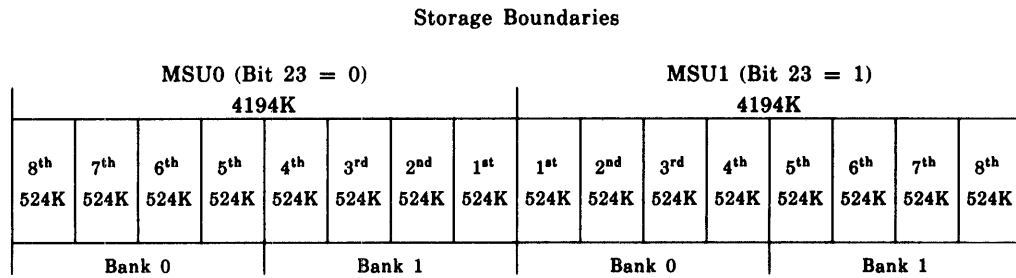 Storage Boundaries
MSU0 (Bit 23 = 0) MSU1 (Bit 23 = 1)
4194K 4194K
8th 7th 6th 5th 4th 3rd 2nd 1st 1st 2nd 3rd 4th 5th 6th 7th 8th
524K 524K 524K 524K 524K 524K 524K 524K 524K 524K 524K 524K 524K 524K 524K 524K
Bank 0 Bank 1 Bank 0 Bank 1